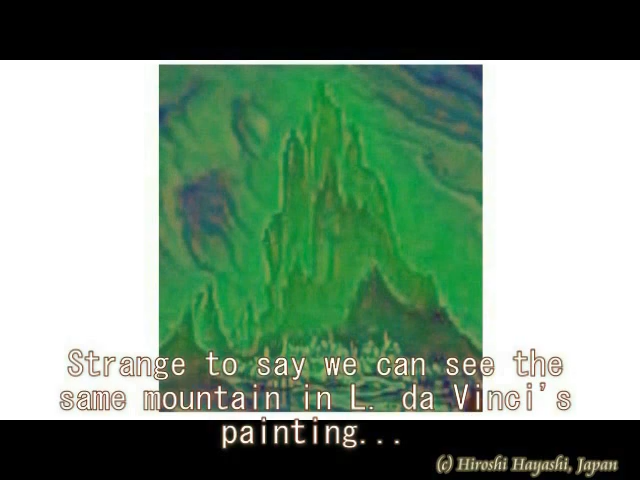 Strange to say we can see the
same mountain in L. da Vinci's
painting...
(c) Hiroshi Hayashi, Japan